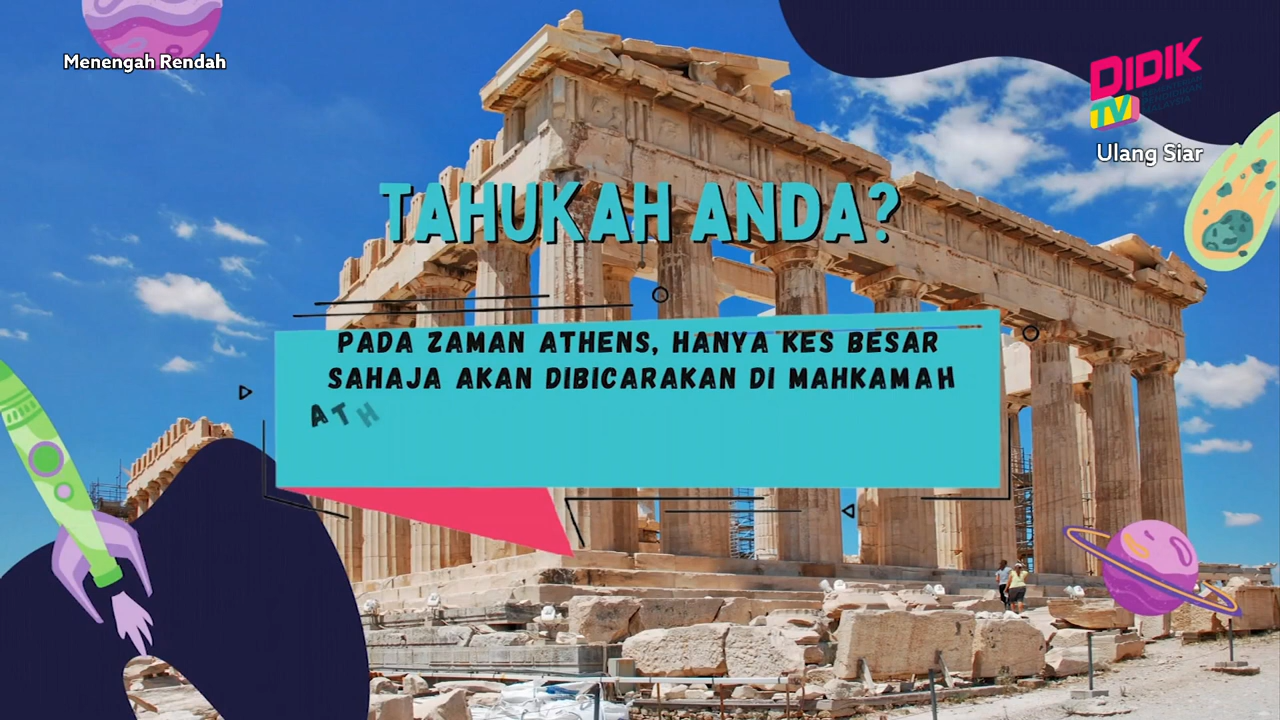 Menengah Rendah
DIDIK
TV
Ulang Siar
TAHUKAH ANDA?
PADA ZAMAN ATHENS, HANYA KES BESAR
SAHAJA AKAN DIBICARAKAN DI MAHKAMAH
ATH